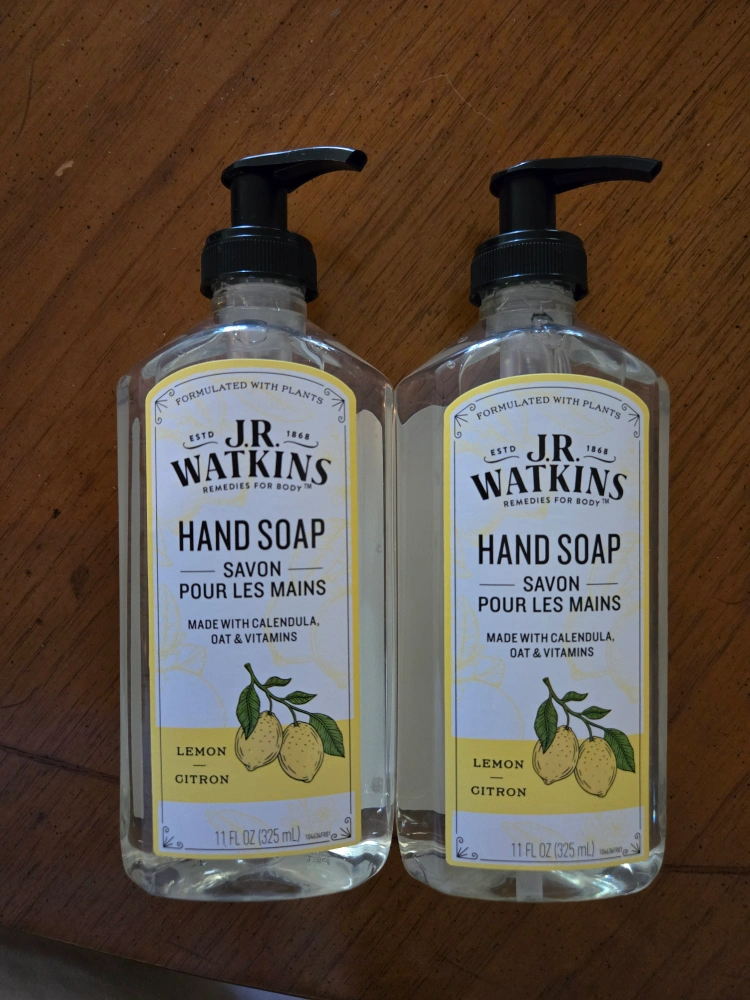 FORMULATED WITH PLANTS
ESTD 1868
J.R.
WATKINS
REMEDIES FOR BODY™
HAND SOAP
SAVON
POUR LES MAINS
MADE WITH CALENDULA,
OAT & VITAMINS
LEMON
—
CITRON
11 FL OZ (325 mL)
FORMULATED WITH PLANTS
ESTD 1868
J.R.
WATKINS
REMEDIES FOR BODY™
HAND SOAP
SAVON
POUR LES MAINS
MADE WITH CALENDULA,
OAT & VITAMINS
LEMON
—
CITRON
11 FL OZ (325 mL)